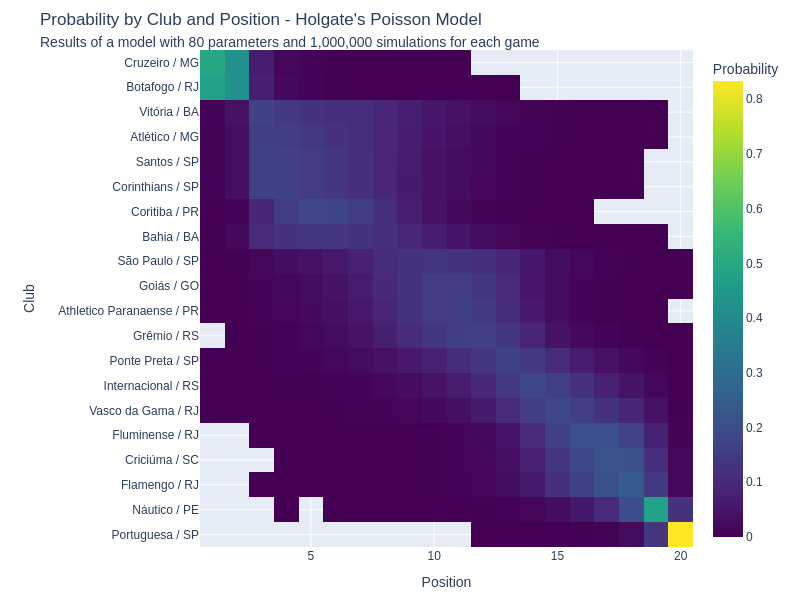 Probability by Club and Position - Holgate's Poisson Model
Results of a model with 80 parameters and 1,000,000 simulations for each game
Probability
Club
Cruzeiro / MG
Botafogo / RJ
Vitória / BA
Atlético / MG
Santos / SP
Corinthians / SP
Coritiba / PR
Bahia / BA
São Paulo / SP
Goiás / GO
Athletico Paranaense / PR
Grêmio / RS
Ponte Preta / SP
Internacional / RS
Vasco da Gama / RJ
Fluminense / RJ
Criciúma / SC
Flamengo / RJ
Náutico / PE
Portuguesa / SP
0.8
0.7
0.6
0.5
0.4
0.3
0.2
0.1
0
5
10
15
20
Position